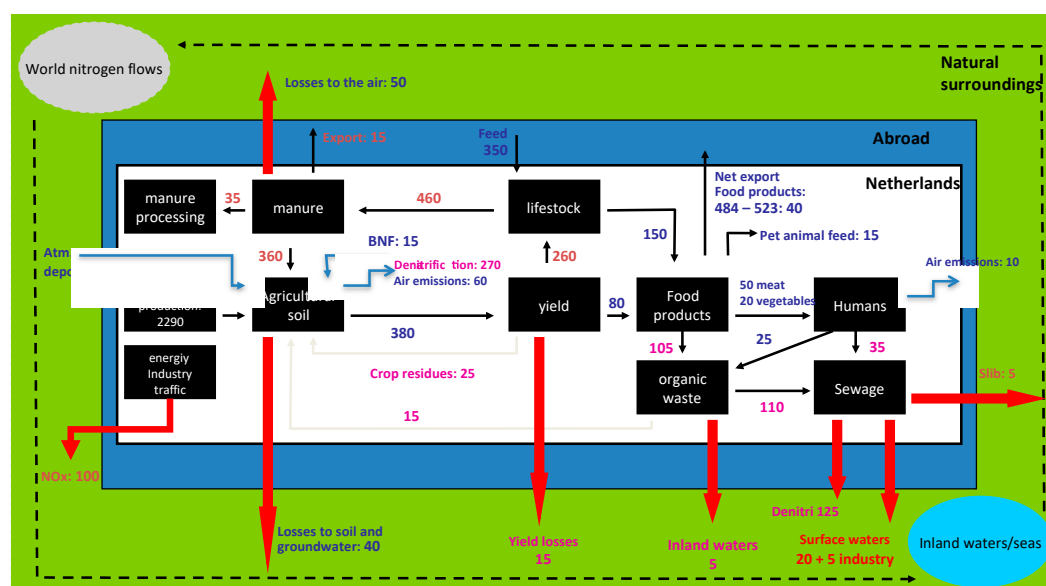 World nitrogen flows
Natural
surroundings
Losses to the air: 50
Export: 15
Feed
350
Abroad
Net export
Food products:
484 – 523: 40
Netherlands
manure
processing
35
manure
460
lifestock
150
Pet animal feed: 15
BNF: 15
360
Denitrific tion: 270
Air emissions: 60
260
Air emissions: 10
Agricultural
soil
yield
80
Food
products
50 meat
20 vegetables
Humans
production:
2290
380
105
25
35
energiy
Industry
traffic
Crop residues: 25
organic
waste
110
Sewage
Slib: 5
15
NOx: 100
Losses to soil and
groundwater: 40
Yield losses
15
Inland waters
5
Denitri 125
Surface waters
20 + 5 industry
Inland waters/seas